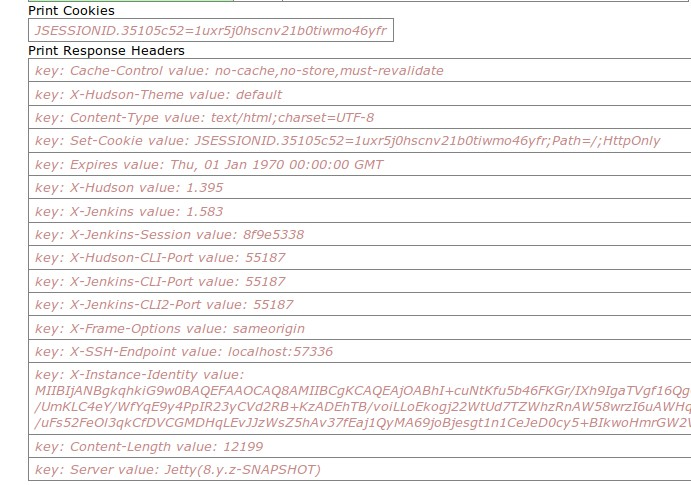 Print Cookies
JSESSIONID.35105c52=1uxr5j0hscnv21b0tiwmo46yfr
Print Response Headers
key: Cache-Control value: no-cache,no-store,must-revalidate
key: X-Hudson-Theme value: default
key: Content-Type value: text/html;charset=UTF-8
key: Set-Cookie value: JSESSIONID.35105c52=1uxr5j0hscnv21b0tiwmo46yfr;Path=/;HttpOnly
key: Expires value: Thu, 01 Jan 1970 00:00:00 GMT
key: X-Hudson value: 1.395
key: X-Jenkins value: 1.583
key: X-Jenkins-Session value: 8f9e5338
key: X-Hudson-CLI-Port value: 55187
key: X-Jenkins-CLI-Port value: 55187
key: X-Jenkins-CLI2-Port value: 55187
key: X-Frame-Options value: sameorigin
key: X-SSH-Endpoint value: localhost:57336
key: X-Instance-Identity value:
MIIBIjANBgkqhkiG9w0BAQEFAAOCAQ8AMIIBCgKCAQEAjOABhI+cuNtKfu5b46FKGr/IXh9IgaTVgf16Qg
/UmKLC4eY/WfYqE9y4PpIR23yCVd2RB+KzADEhTB/voiLLoEkogj22WtUd7TZWhzRnAW58wrzI6uAWHq
/uFs52FeOl3qkCfDVCGMDHqLEvJJzWsZ5hAv37fEaj1QyMA69joBjesgt1n1CeJeD0cy5+BIkwoHmrGW2V
key: Content-Length value: 12199
key: Server value: Jetty(8.y.z-SNAPSHOT)